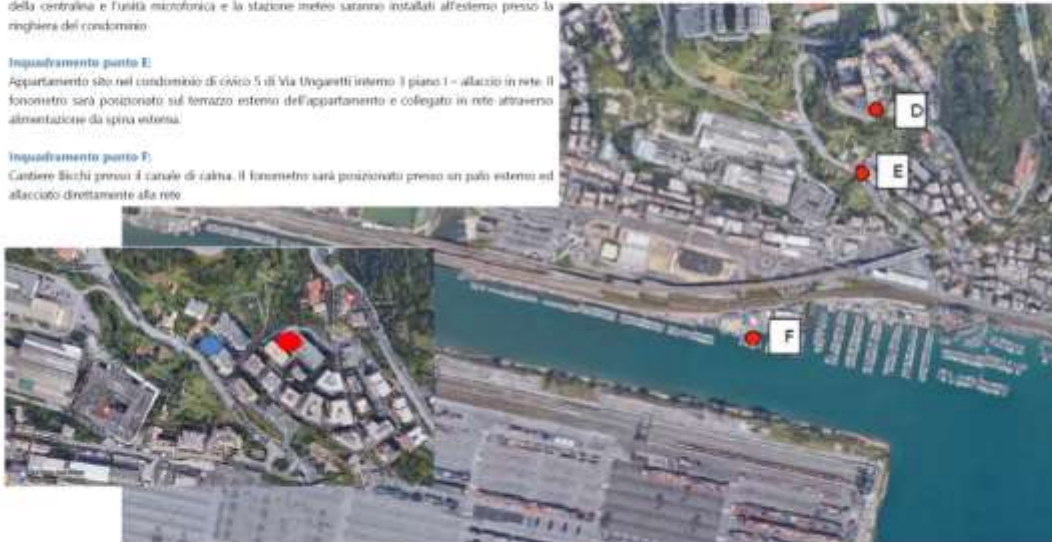 della centralina e l'unità microfonica e la stazione meteo saranno installati all'esterno presso la
ringhiera del condominio
Inquadramento punto E:
Appartamento sito nel condominio di civico 5 di Via Ungaretti interno 3 piano 1 – allaccio in rete. Il
fonometro sarà posizionato sul terrazzo esterno dell'appartamento e collegato in rete attraverso
alimentazione da spina esterna.
Inquadramento punto F:
Cantiere Bicchi presso il canale di calma. Il fonometro sarà posizionato presso un palo esterno ed
allacciato direttamente alla rete
D
E
F